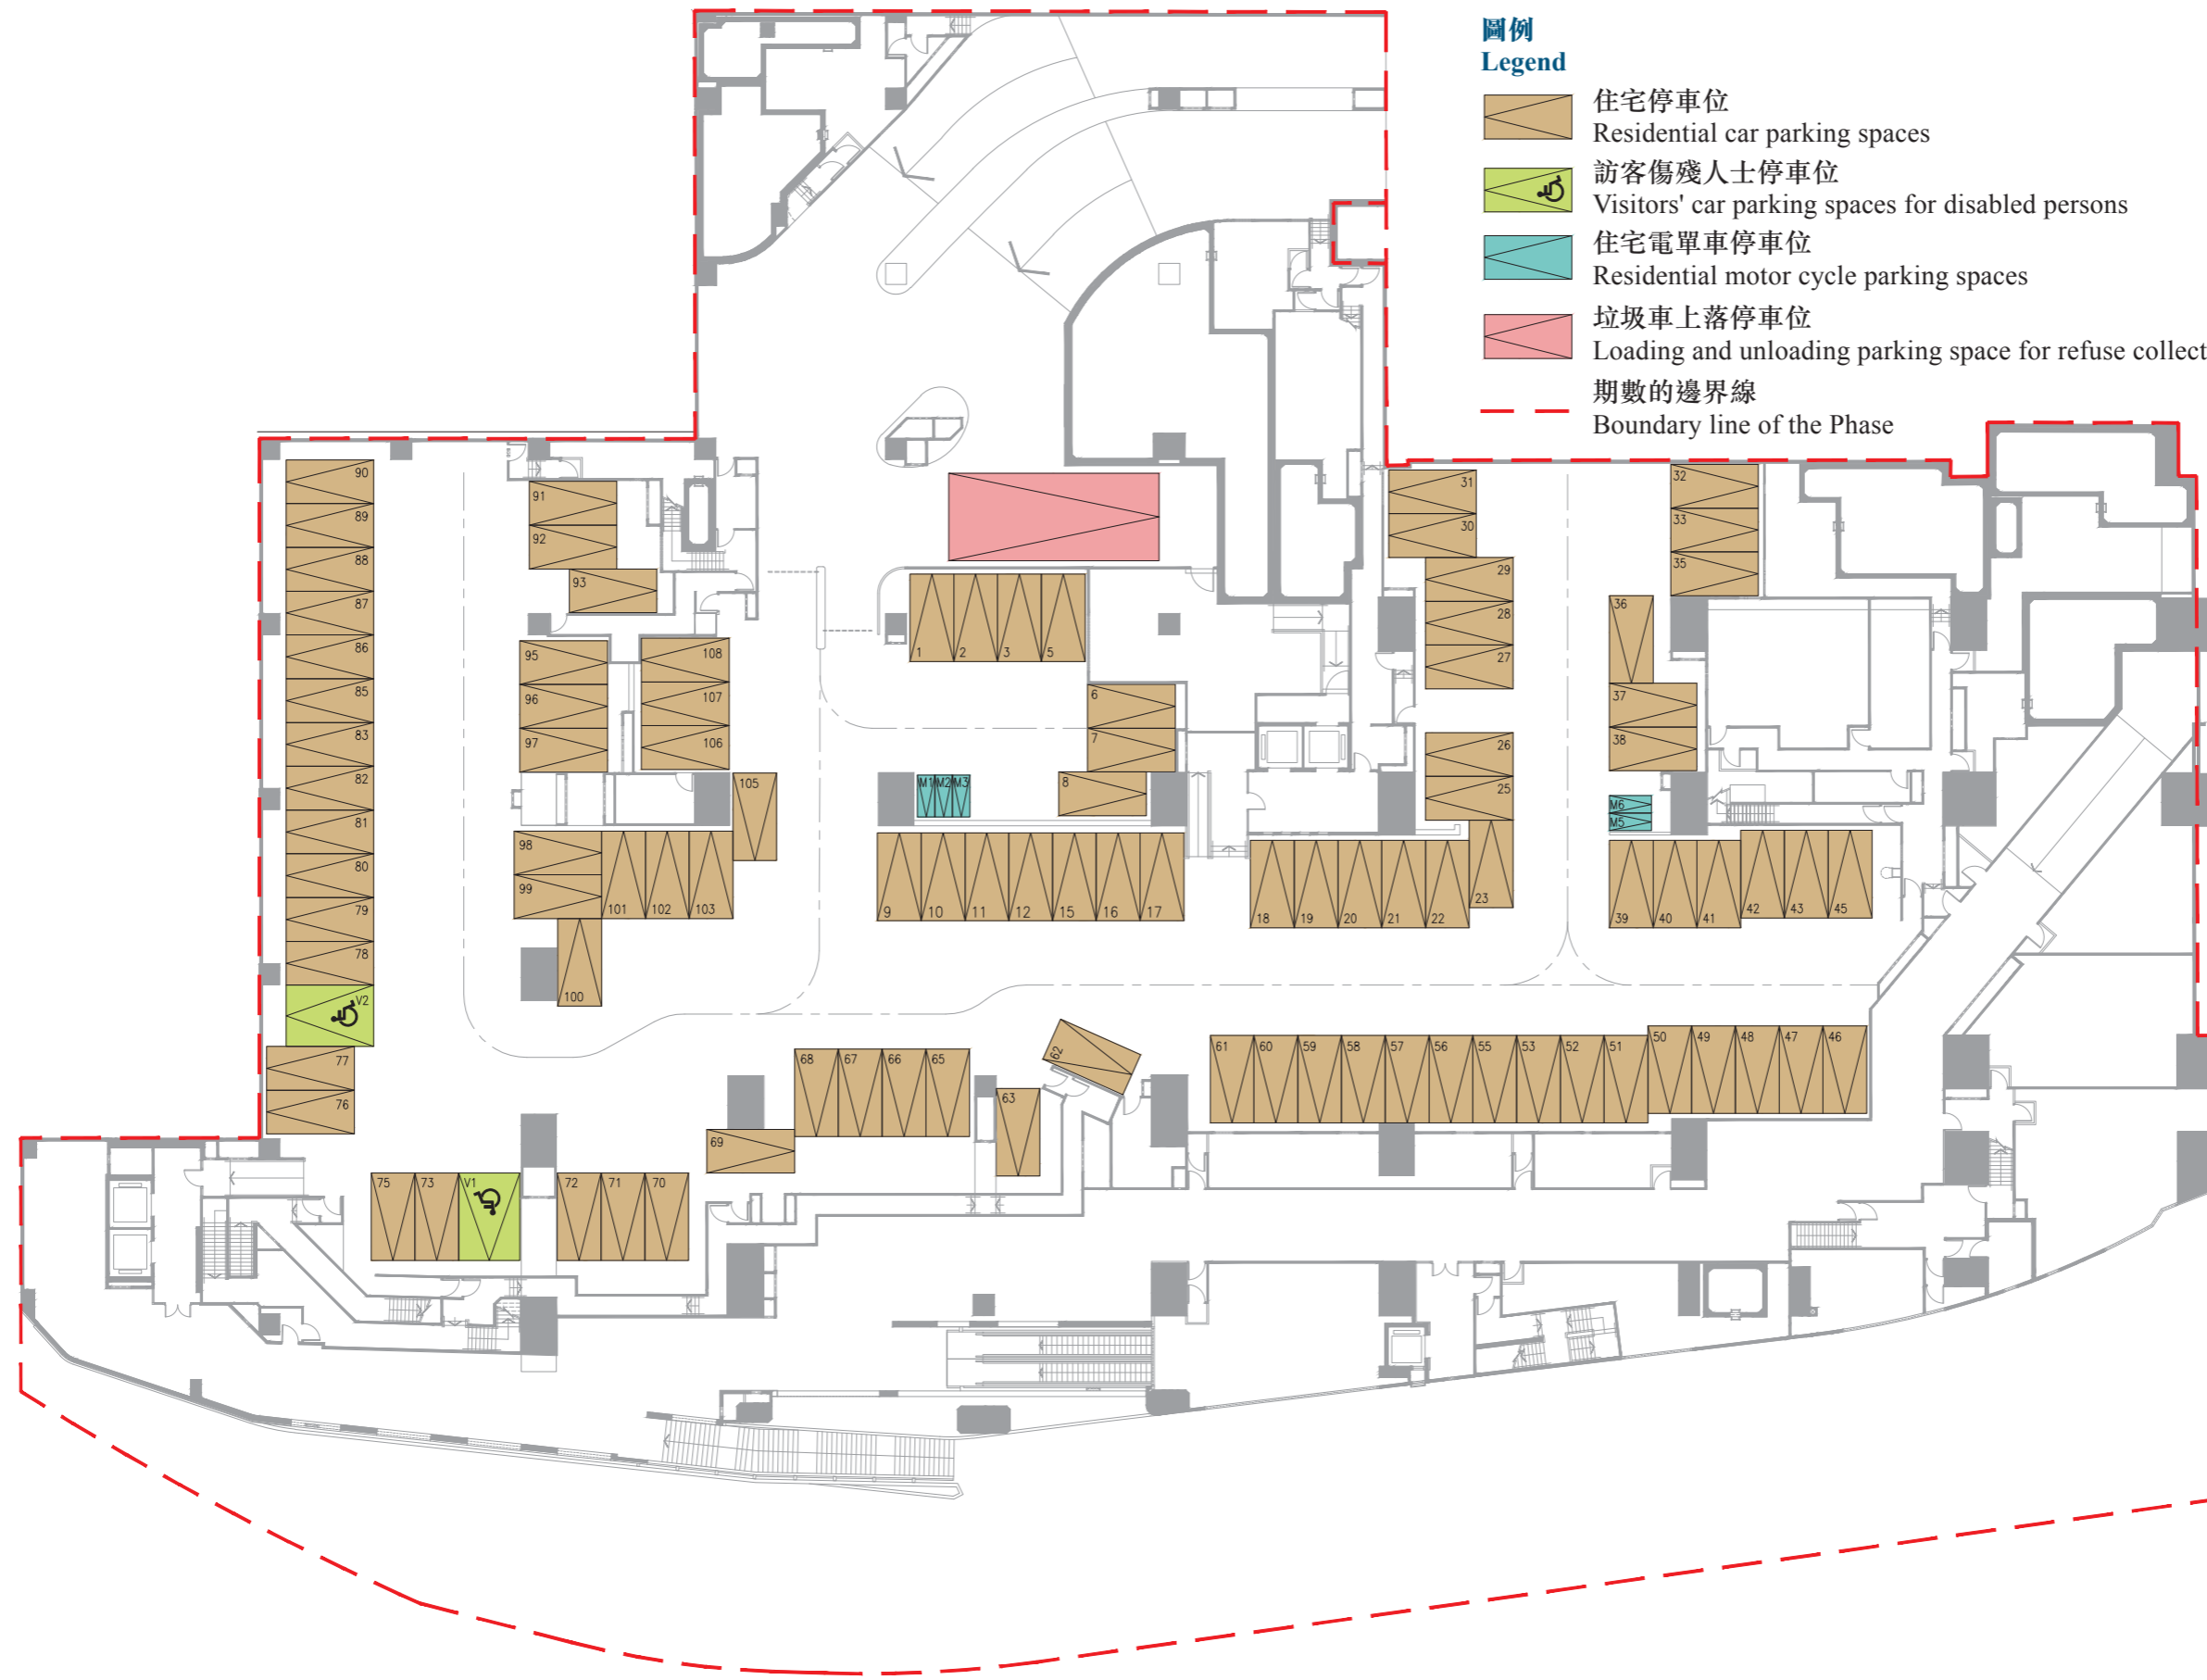 圖例
Legend
住宅停車位
Residential car parking spaces
訪客傷殘人士停車位
Visitors' car parking spaces for disabled persons
住宅電單車停車位
Residential motor cycle parking spaces
垃圾車上落停車位
Loading and unloading parking space for refuse collect
期數的邊界線
Boundary line of the Phase
90
89
88
87
86
85
83
82
81
80
79
78
V2
77
76
91
92
93
95
96
97
108
107
106
105
98
99
101 102 103
100
1 2 3 5
6
7
8
M1 M2 M3
9 10 11 12 15 16 17
31
30
29
28
27
26
25
23
18 19 20 21 22
32
33
35
36
37
38
M6
M5
39 40 41 42 43 45
61 60 59 58 57 56 55 53 52 51 50 49 48 47 46
62
63
68 67 66 65
69
75 73 V1 72 71 70